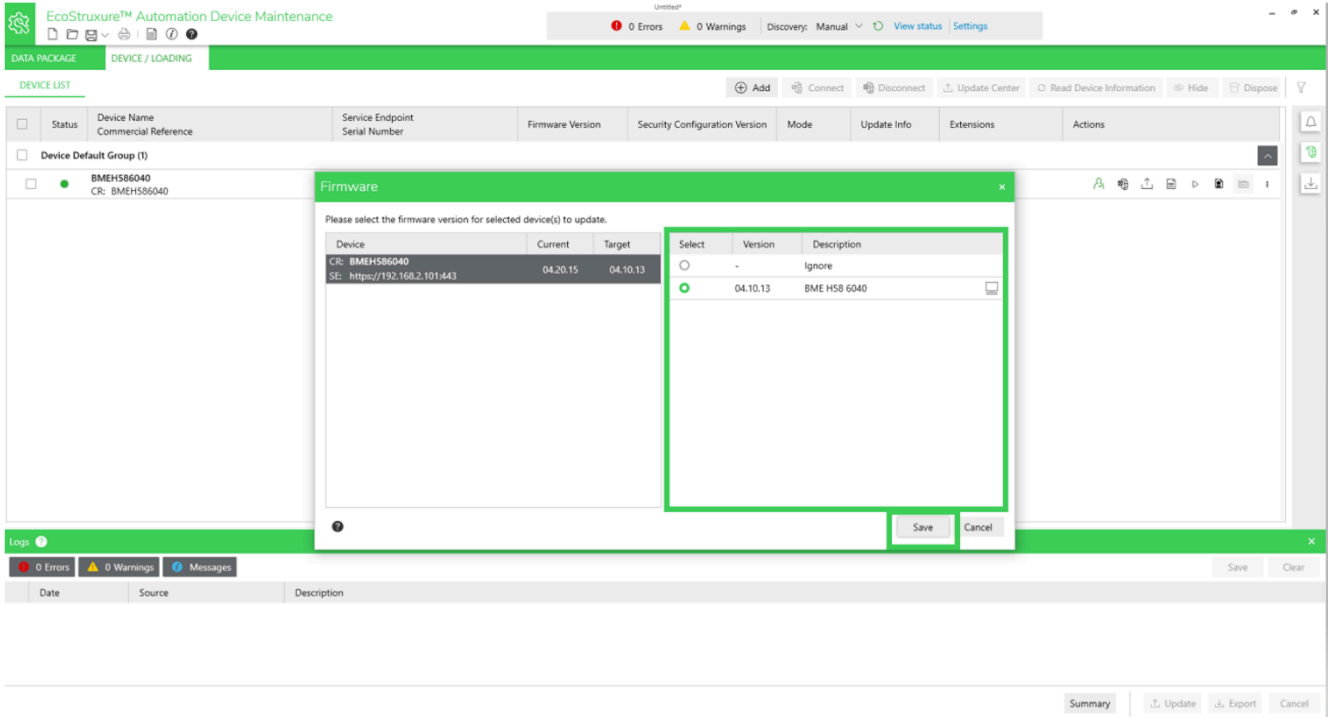 Untitled*
EcoStruxure™ Automation Device Maintenance
0 Errors 0 Warnings Discovery: Manual View status Settings
DATA PACKAGE DEVICE / LOADING
DEVICE LIST
Add Connect Disconnect Update Center Read Device Information Hide Dispose
Status Device Name Service Endpoint Firmware Version Security Configuration Version Mode Update Info Extensions Actions
Commercial Reference Serial Number
Device Default Group (1)
BMEH586040
CR: BMEH586040
Firmware
Please select the firmware version for selected device(s) to update.
Device Current Target Select Version Description
CR: BMEH586040 04.20.15 04.10.13 - Ignore
SE: https://192.168.2.101:443
04.10.13 BME H58 6040
Save Cancel
Logs
0 Errors 0 Warnings Messages Save Clear
Date Source Description
Summary Update Export Cancel